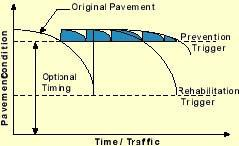 Original Pavement
Prevention
Trigger
Optional
Timing
Rehabilitation
Trigger
Pavement Condition
Time / Traffic